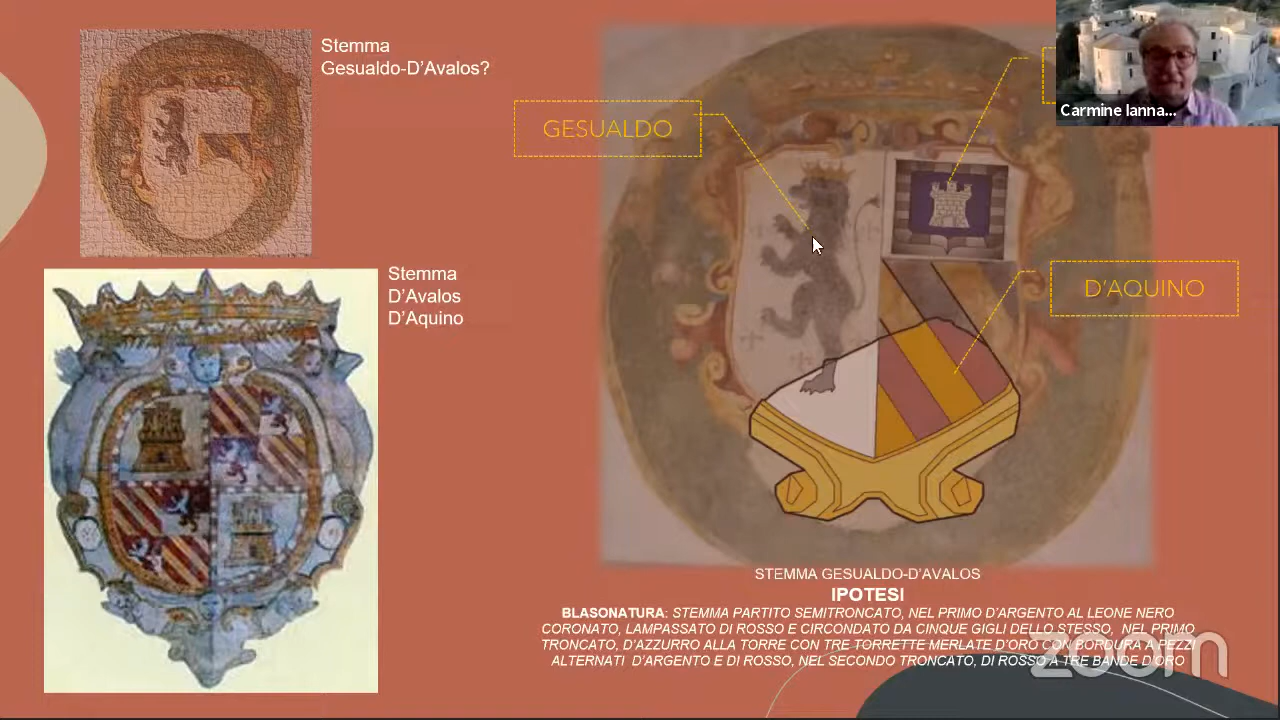 Stemma
Gesualdo-D'Avalos?
Stemma
D'Avalos
D'Aquino
GESUALDO
D'AQUINO
Carmine Ianna...
STEMMA GESUALDO-D'AVALOS
IPOTESI
BLASONATURA: STEMMA PARTITO SEMITRONCATO, NEL PRIMO D'ARGENTO AL LEONE NERO
CORONATO, LAMPASSATO DI ROSSO E CIRCONDATO DA CINQUE GIGLI DELLO STESSO, NEL PRIMO
TRONCATO, D'AZZURRO ALLA TORRE CON TRE TORRETTE MERLATE D'ORO CON BORDURA A PEZZI
ALTERNATI D'ARGENTO E DI ROSSO, NEL SECONDO TRONCATO, DI ROSSO A TRE BANDE D'ORO
zoom